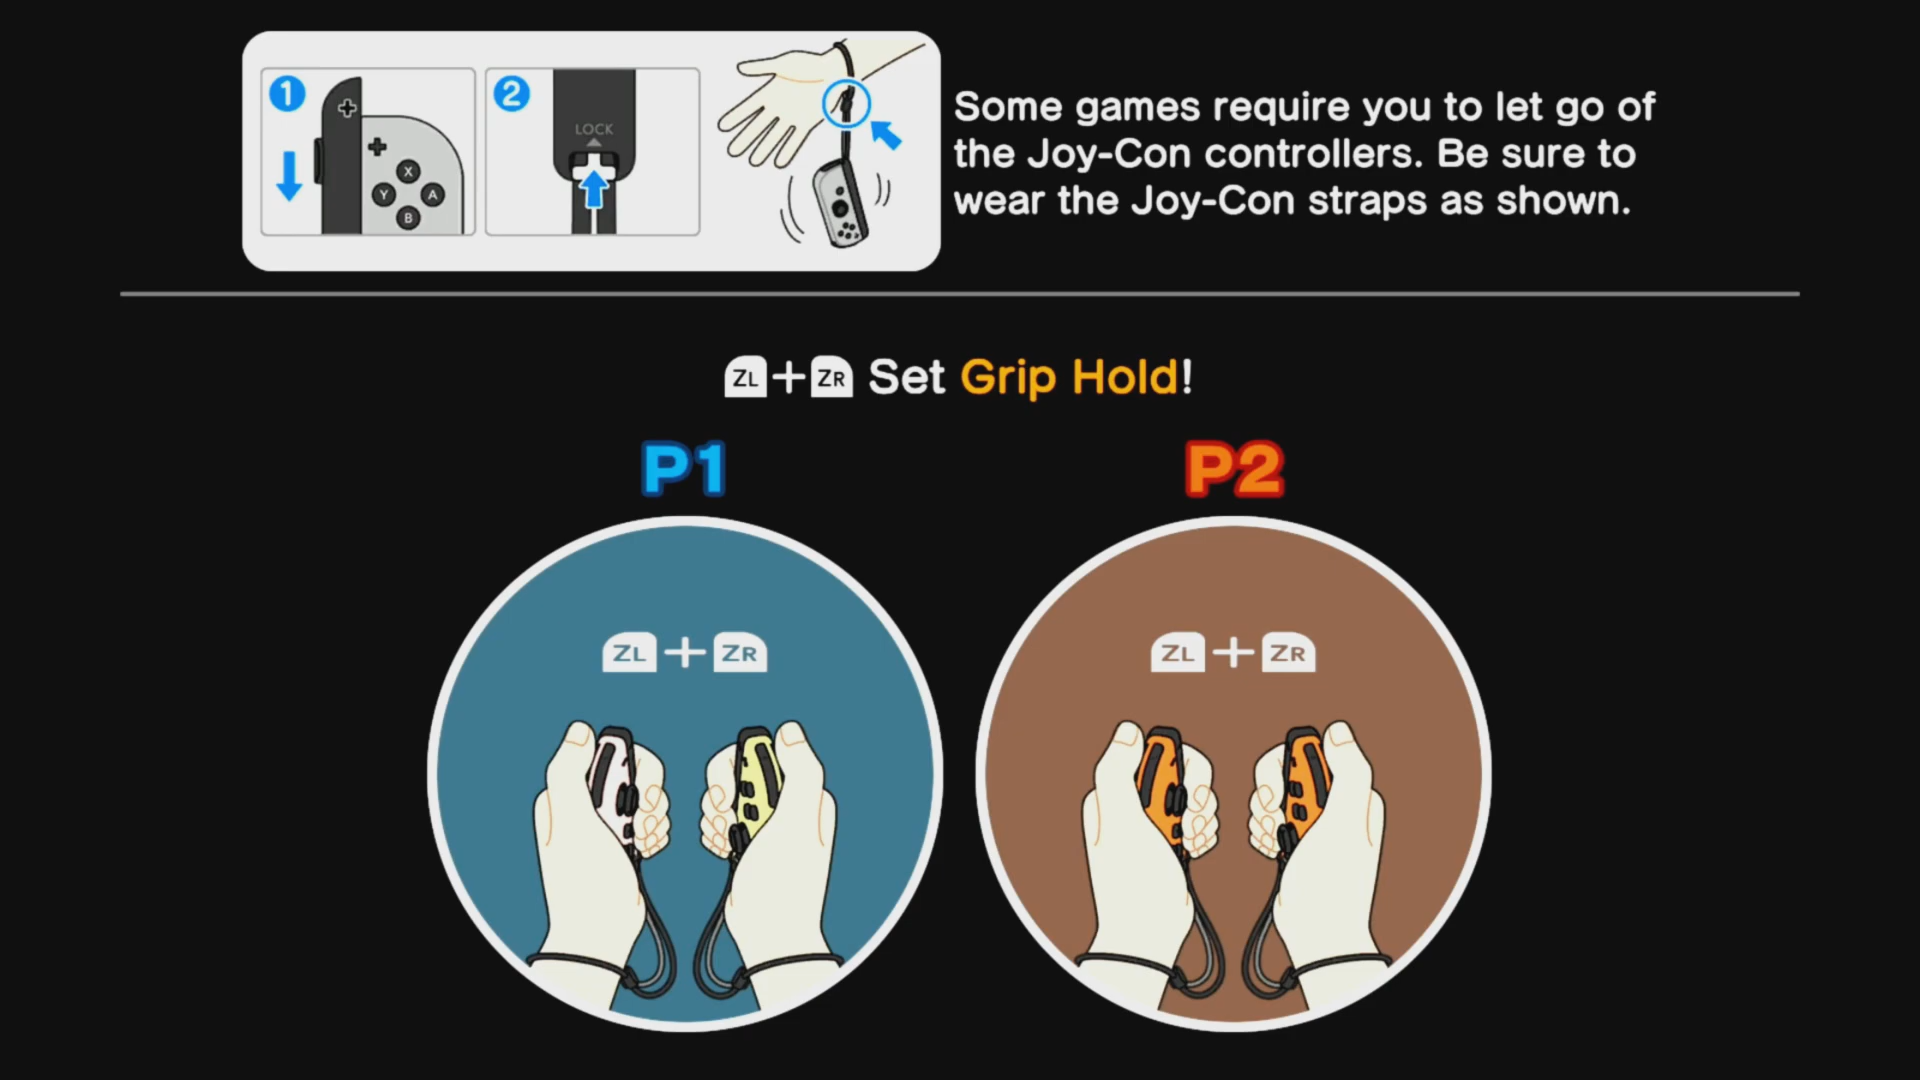 1
2
LOCK
X
Y
A
B
Some games require you to let go of
the Joy-Con controllers. Be sure to
wear the Joy-Con straps as shown.
ZL+ZR Set Grip Hold!
P1
P2
ZL+ZR
ZL+ZR